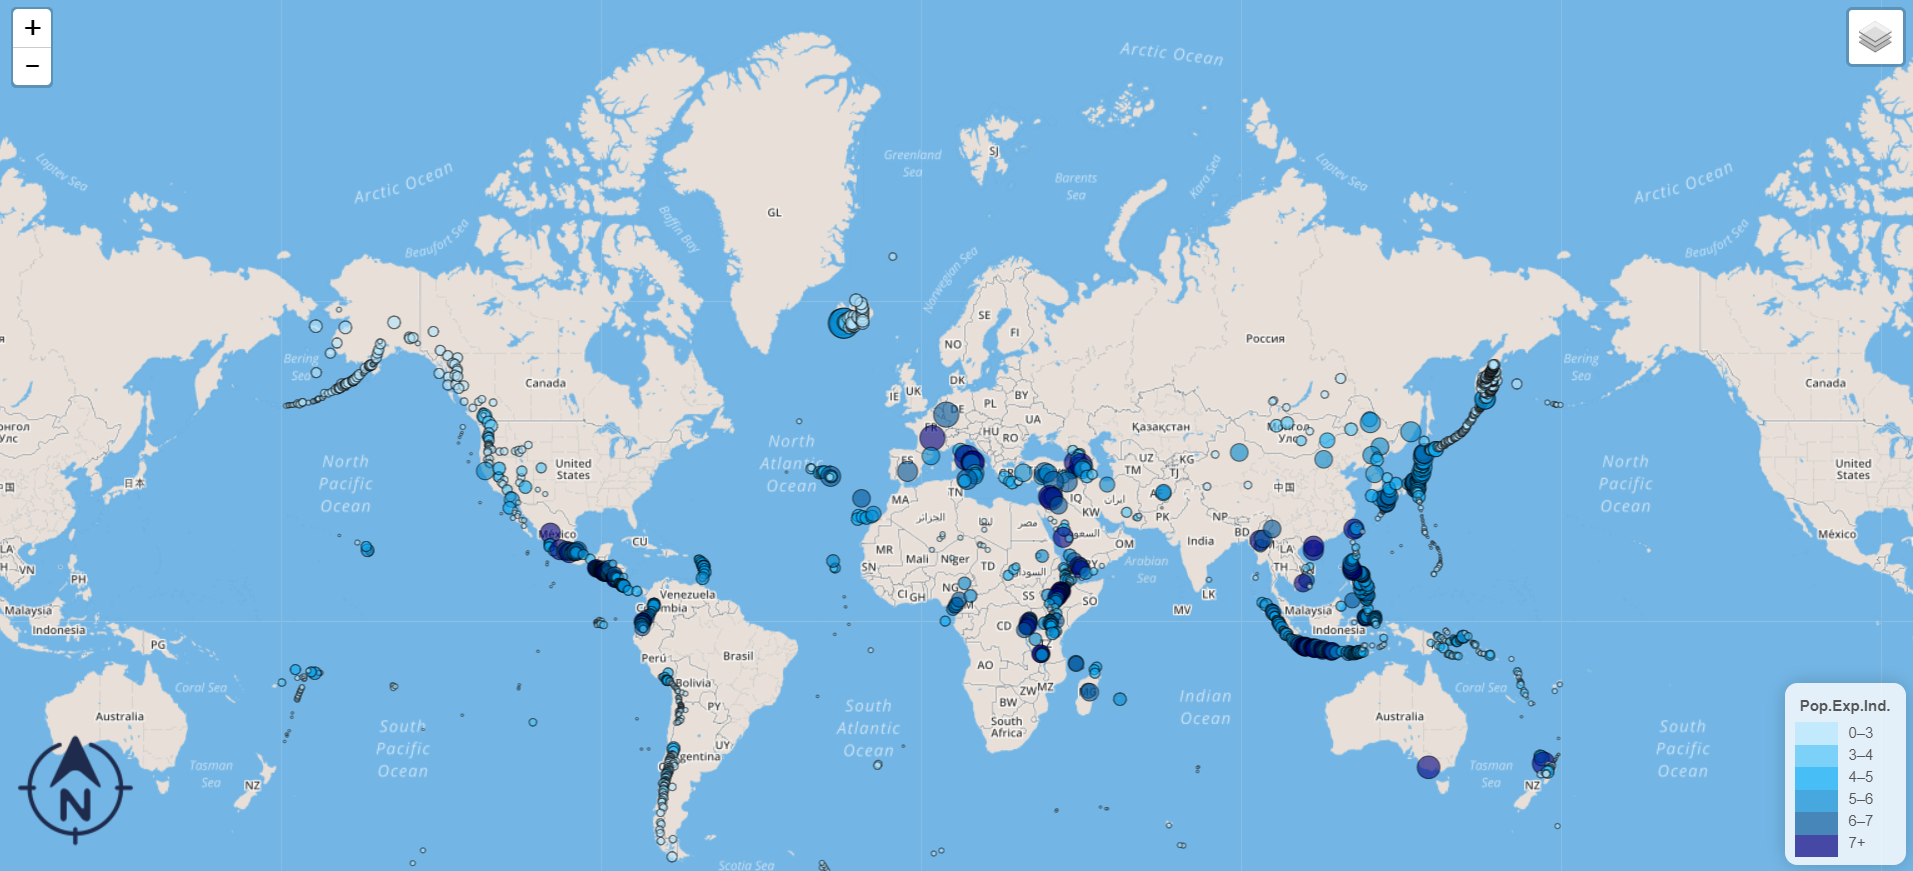 +
−
Arctic Ocean
Laptev Sea
Arctic Ocean
Beaufort Sea
Baffin Bay
GL
Greenland
Sea
SJ
Barents
Sea
Kara Sea
Laptev Sea
Arctic Ocean
Beaufort Sea
Norwegian Sea
Bering
Sea
Canada
SE
FI
NO
DK
IE
UK
DE
PL
BY
UA
FR
HU
RO
ES
Россия
Қазақстан
Монгол
Улс
Bering
Sea
Canada
中国
日本
North
Pacific
Ocean
United
States
North
Atlantic
Ocean
MA
TN
الجزائر
ليبيا
مصر
IQ
ایران
KW
UZ
TM
KG
TJ
PK
中国
NP
BD
North
Pacific
Ocean
United
States
México
LA
VN
TH
PH
México
CU
MR
Mali
Niger
TD
السودان
السعودية
OM
Arabian
Sea
India
LA
TH
SN
CI
GH
NG
SS
SO
MV
LK
Malaysia
Indonesia
PG
Venezuela
Colombia
CD
Malaysia
Indonesia
Perú
Brasil
Bolivia
PY
AO
ZW
MZ
BW
MG
South
Africa
Coral Sea
Australia
South
Pacific
Ocean
UY
Argentina
South
Atlantic
Ocean
Indian
Ocean
Coral Sea
Australia
South
Pacific
Ocean
Tasman
Sea
NZ
Tasman
Sea
NZ
Scotia Sea
N
Pop.Exp.Ind.
0–3
3–4
4–5
5–6
6–7
7+